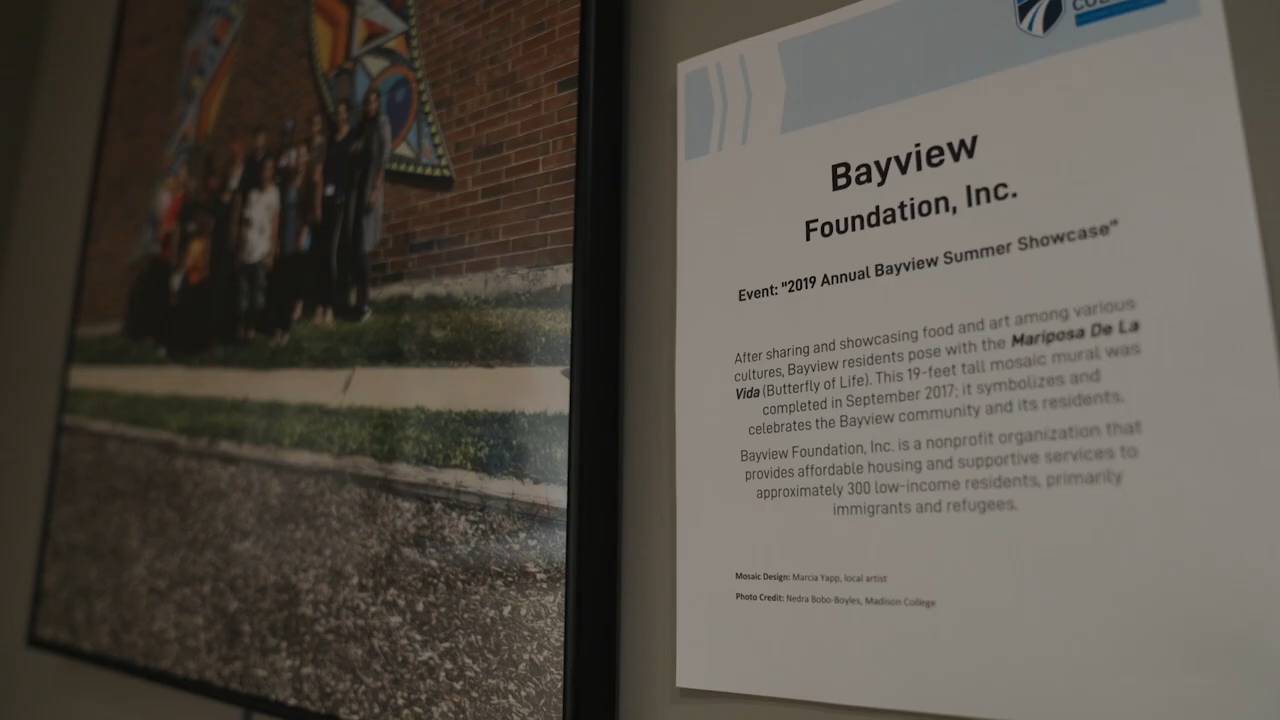 Bayview
Foundation, Inc.
Event: "2019 Annual Bayview Summer Showcase"
After sharing and showcasing food and art among various
cultures, Bayview residents pose with the Mariposa De La
Vida (Butterfly of Life). This 19-feet tall mosaic mural was
completed in September 2017; it symbolizes and
celebrates the Bayview community and its residents.
Bayview Foundation, Inc. is a nonprofit organization that
provides affordable housing and supportive services to
approximately 300 low-income residents, primarily
immigrants and refugees.
Mosaic Design: Marcia Yapp, local artist
Photo Credit: Nedra Bobo-Boyles, Madison College